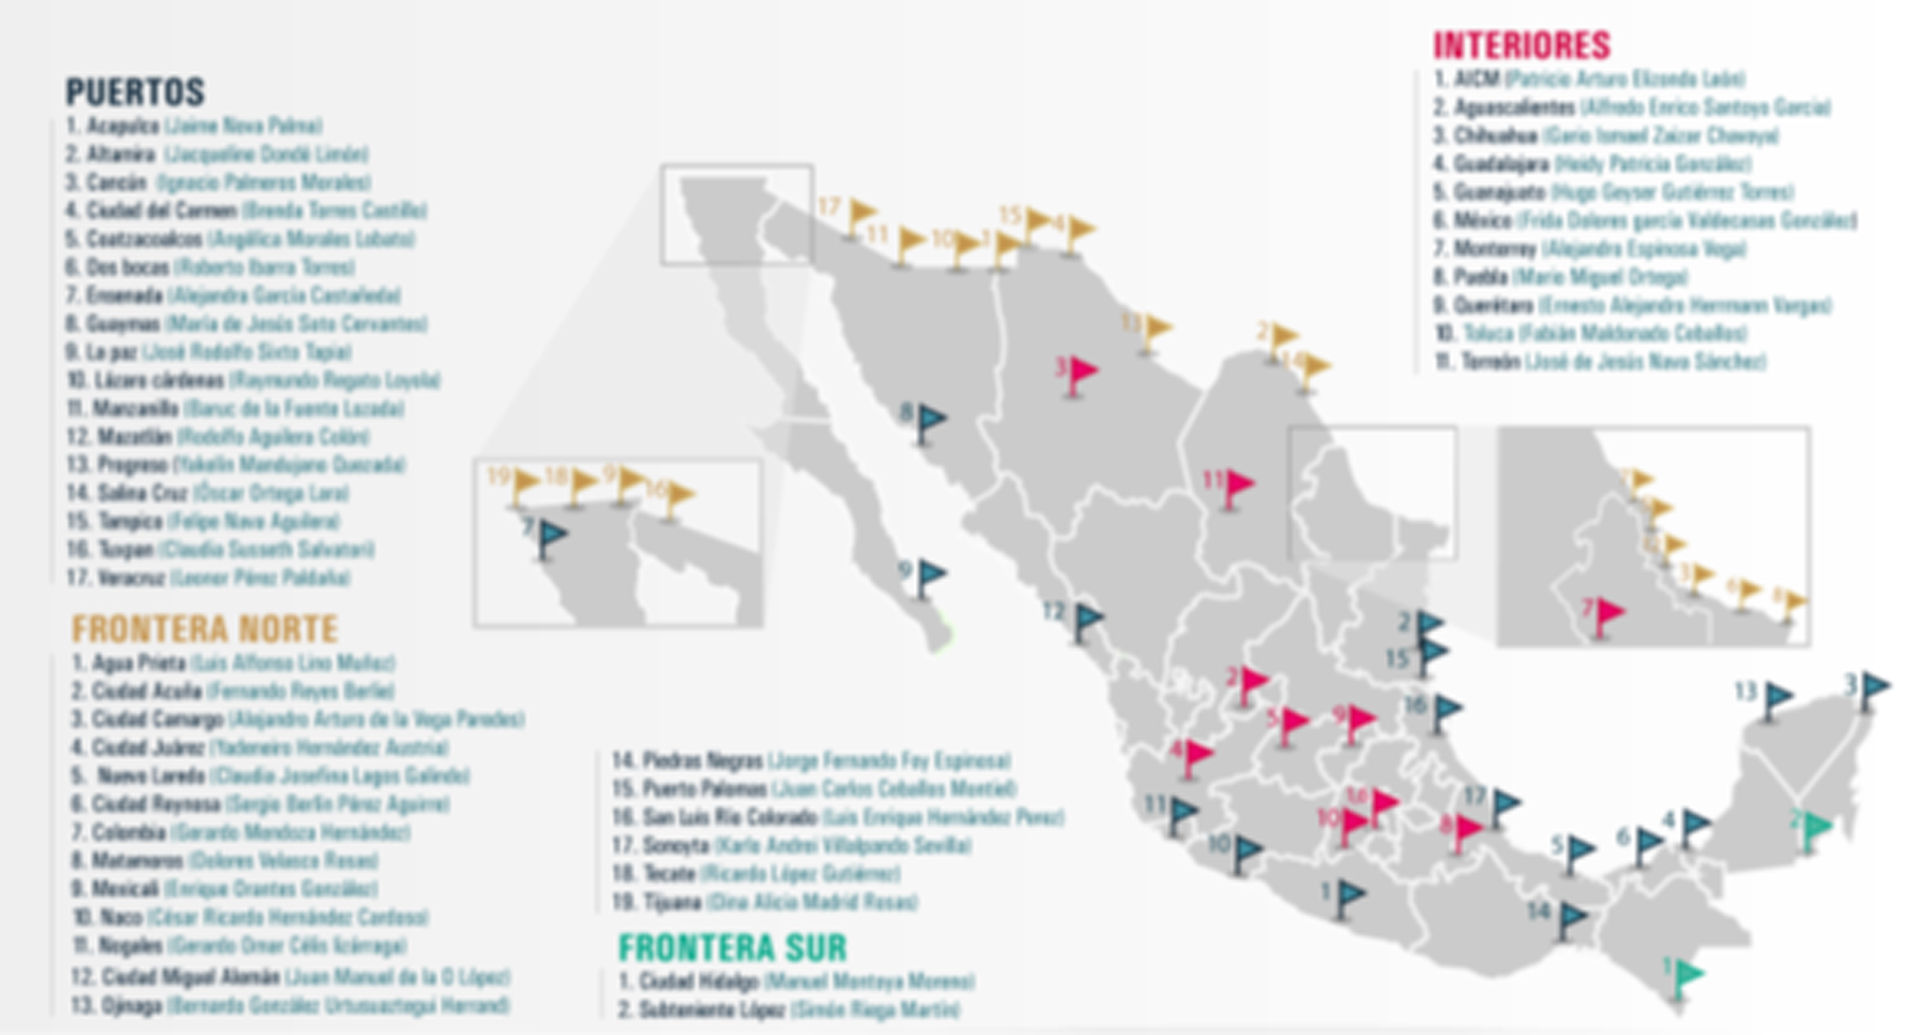 PUERTOS
1. Acapulco (Jaime Nova Palma)
2. Altamira (Jacqueline Dondé Limón)
3. Cancún (Ignacio Palmeros Morales)
4. Ciudad del Carmen (Brenda Torres Castillo)
5. Coatzacoalcos (Angélica Morales Lobato)
6. Dos bocas (Roberto Ibarra Torres)
7. Ensenada (Alejandra García Castañeda)
8. Guaymas (María de Jesús Soto Cervantes)
9. La paz (José Rodolfo Sixto Tapia)
10. Lázaro cárdenas (Raymundo Regato Loyola)
11. Manzanillo (Baruc de la Fuente Lozada)
12. Mazatlán (Rodolfo Aguilera Colón)
13. Progreso (Yakelin Mandujano Quezada)
14. Salina Cruz (Óscar Ortega Lara)
15. Tampico (Felipe Nava Aguilera)
16. Tuxpan (Claudia Susseth Salvatori)
17. Veracruz (Leonor Pérez
FRONTERA NORTE
1. Agua Prieta (Luis Alfonso Lino Muñoz)
2. Ciudad Acuña (Fernando Reyes Berlie)
3. Ciudad Camargo (Alejandro Arturo de la Vega Paredes)
4. Ciudad Juárez (Yadeneiro Hernández Austria)
5. Nuevo Laredo (Claudia Josefina Lagos Galindo)
6. Ciudad Reynosa (Sergio Berlín Pérez Aguirre)
7. Colombia (Gerardo Mendoza Hernández)
8. Matamoros (Dolores Velasco Rosas)
9. Mexicali (Enrique Orantes González)
10. Naco (César Ricardo Hernández Cardoso)
11. Nogales (Gerardo Omar Célis Lizárraga)
12. Ciudad Miguel Alemán (Juan Manuel de la O López)
13. Ojinaga (Bernardo González Urtusuaztegui Herrand)
14. Piedras Negras (Jorge Fernando Foy Espinosa)
15. Puerto Palomas (Juan Carlos Ceballos Montiel)
16. San Luis Río Colorado (Luis Enrique Hernández Perez)
17. Sonoyta (Karlo Andrei Villalpando Sevilla)
18. Tecate (Ricardo López Gutiérrez)
19. Tijuana (Dina Alicia Madrid Rosas)
FRONTERA SUR
1. Ciudad Hidalgo (Manuel Montoya Moreno)
2. Subteniente López (Simón Riega Martín)
INTERIORES
1. AICM (Patricio Arturo Elizondo León)
2. Aguascalientes (Alfredo Enrico Santoyo García)
3. Chihuahua (Gario Ismael Zaizar Chavoya)
4. Guadalajara (Heidy Patricia González)
5. Guanajuato (Hugo Geyser Gutiérrez Torres)
6. México (Frida Dolores garcía Valdecasas González)
7. Monterrey (Alejandra Espinosa Vega)
8. Puebla (Mario Miguel Ortega)
9. Querétaro (Ernesto Alejandro Herrmann Vargas)
10. Toluca (Fabián Maldonado Ceballos)
11. Torreón (José de Jesús Nava Sánchez)
17
11
10
1
15
4
13
2
14
3
8
11
19
18
9
16
7
9
12
7
3
6
8
2
15
16
2
5
9
4
11
10
10
8
17
1
5
6
4
14
13
3
2
1